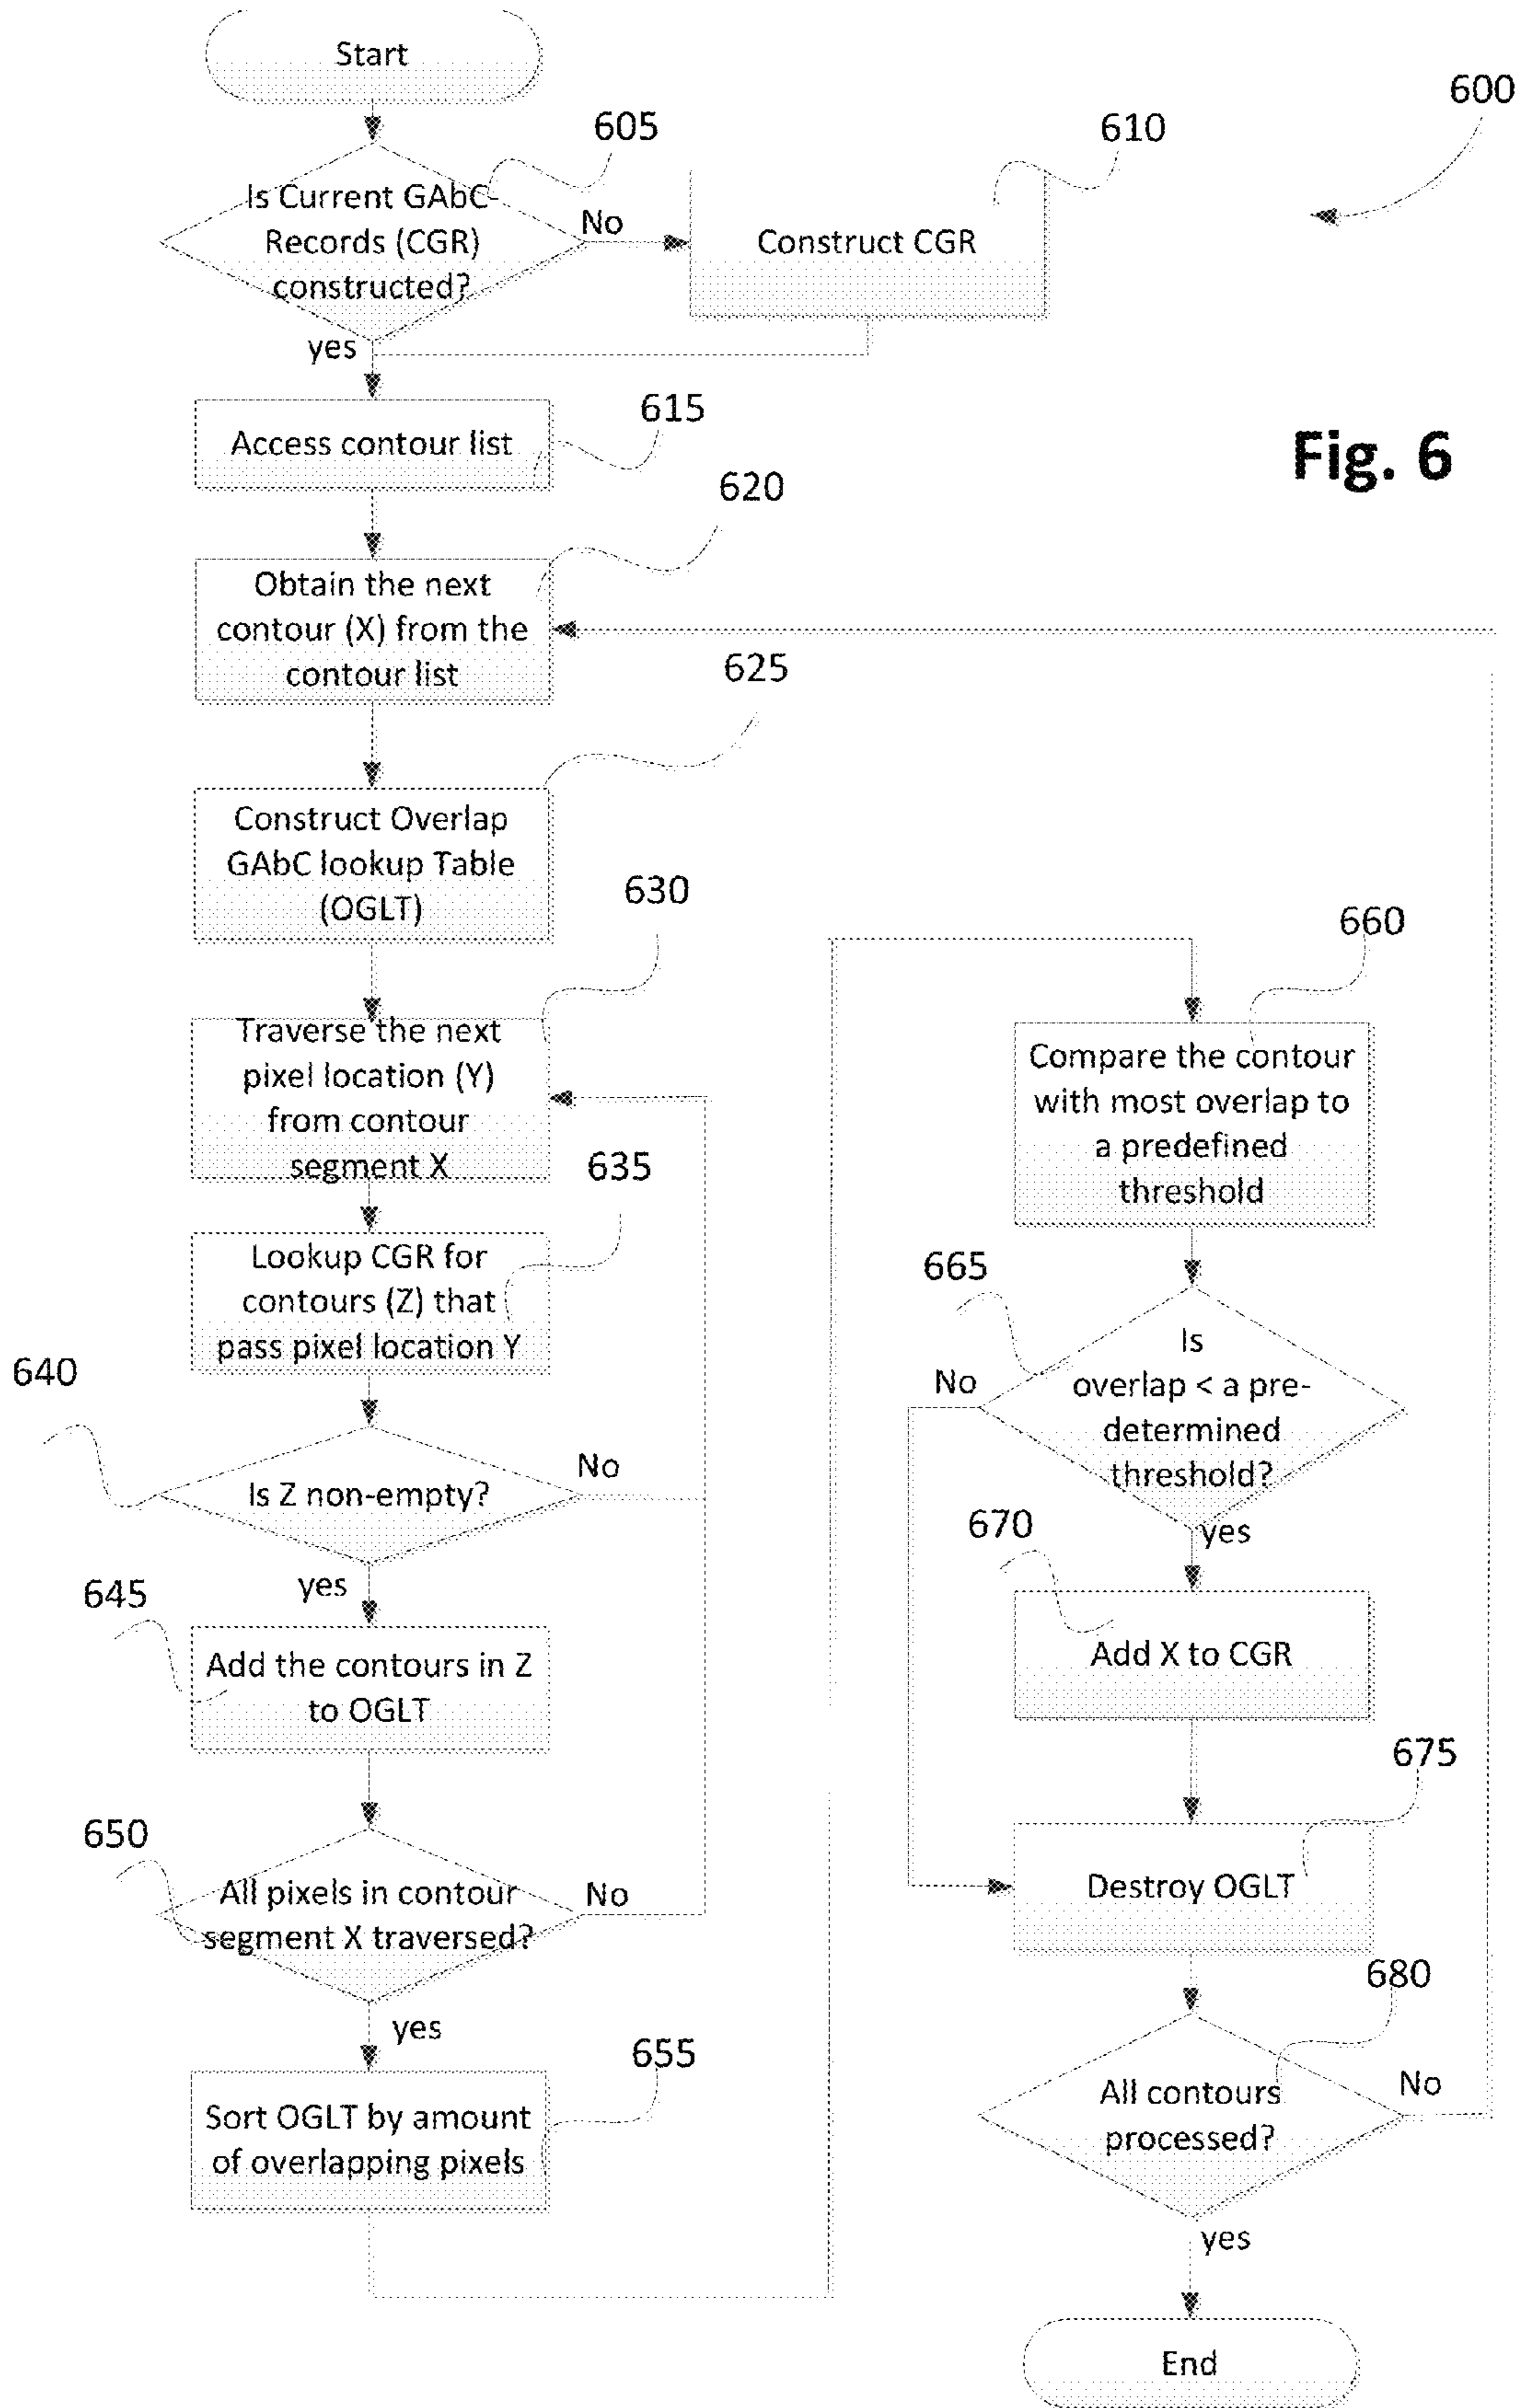 Start
605
610
600
Is Current GAbC-
Records (CGR)
constructed?
No
Construct CGR
yes
615
Access contour list
Fig. 6
620
Obtain the next
contour (X) from the
contour list
625
Construct Overlap
GAbC lookup Table
(OGLT)
630
Traverse the next
pixel location (Y)
from contour
segment X
635
Lookup CGR for
contours (Z) that
pass pixel location Y
640
Is Z non-empty?
No
yes
645
Add the contours in Z
to OGLT
650
All pixels in contour
segment X traversed?
No
yes
655
Sort OGLT by amount
of overlapping pixels
660
Compare the contour
with most overlap to
a predefined
threshold
665
Is
overlap < a pre-
determined
threshold?
No
yes
670
Add X to CGR
675
Destroy OGLT
680
All contours
processed?
No
yes
End